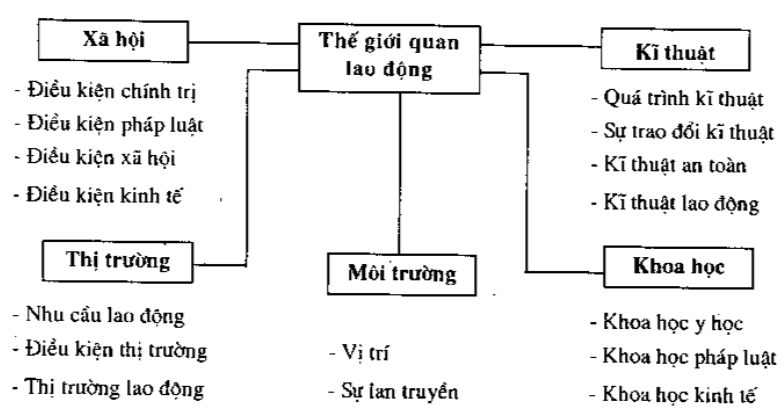 Xã hội
Thế giới quan
lao động
Kĩ thuật
- Điều kiện chính trị
- Điều kiện pháp luật
- Điều kiện xã hội
- Điều kiện kinh tế
- Quá trình kĩ thuật
- Sự trao đổi kĩ thuật
- Kĩ thuật an toàn
- Kĩ thuật lao động
Thị trường
Môi trường
Khoa học
- Nhu cầu lao động
- Điều kiện thị trường
- Thị trường lao động
- Vị trí
- Sự lan truyền
- Khoa học y học
- Khoa học pháp luật
- Khoa học kinh tế